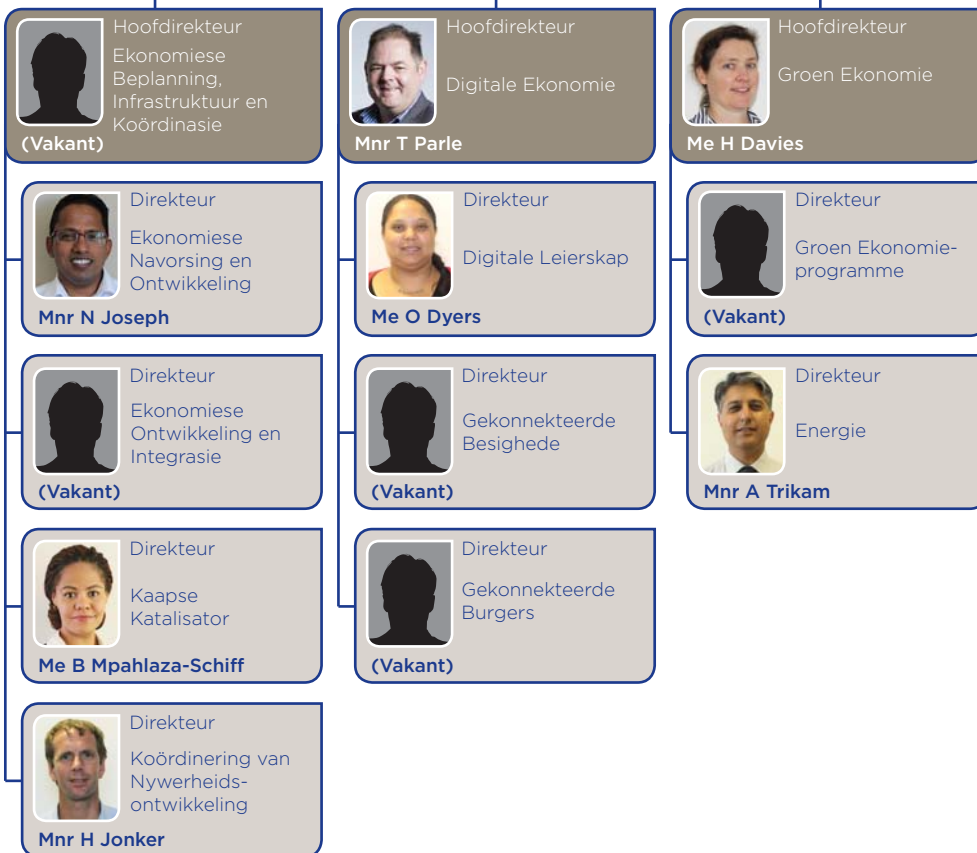 Hoofdirekteur
Ekonomiese
Beplanning,
Infrastruktuur en
Koördinasie
(Vakant)
Direkteur
Ekonomiese
Navorsing en
Ontwikkeling
Mnr N Joseph
Direkteur
Ekonomiese
Ontwikkeling en
Integrasie
(Vakant)
Direkteur
Kaapse
Katalisator
Me B Mpahlaza-Schiff
Direkteur
Koördinering van
Nywerheids-
ontwikkeling
Mnr H Jonker
Hoofdirekteur
Digitale Ekonomie
Mnr T Parle
Direkteur
Digitale Leierskap
Me O Dyers
Direkteur
Gekonnekteerde
Besighede
(Vakant)
Direkteur
Gekonnekteerde
Burgers
(Vakant)
Hoofdirekteur
Groen Ekonomie
Me H Davies
Direkteur
Groen Ekonomie-
programme
(Vakant)
Direkteur
Energie
Mnr A Trikam